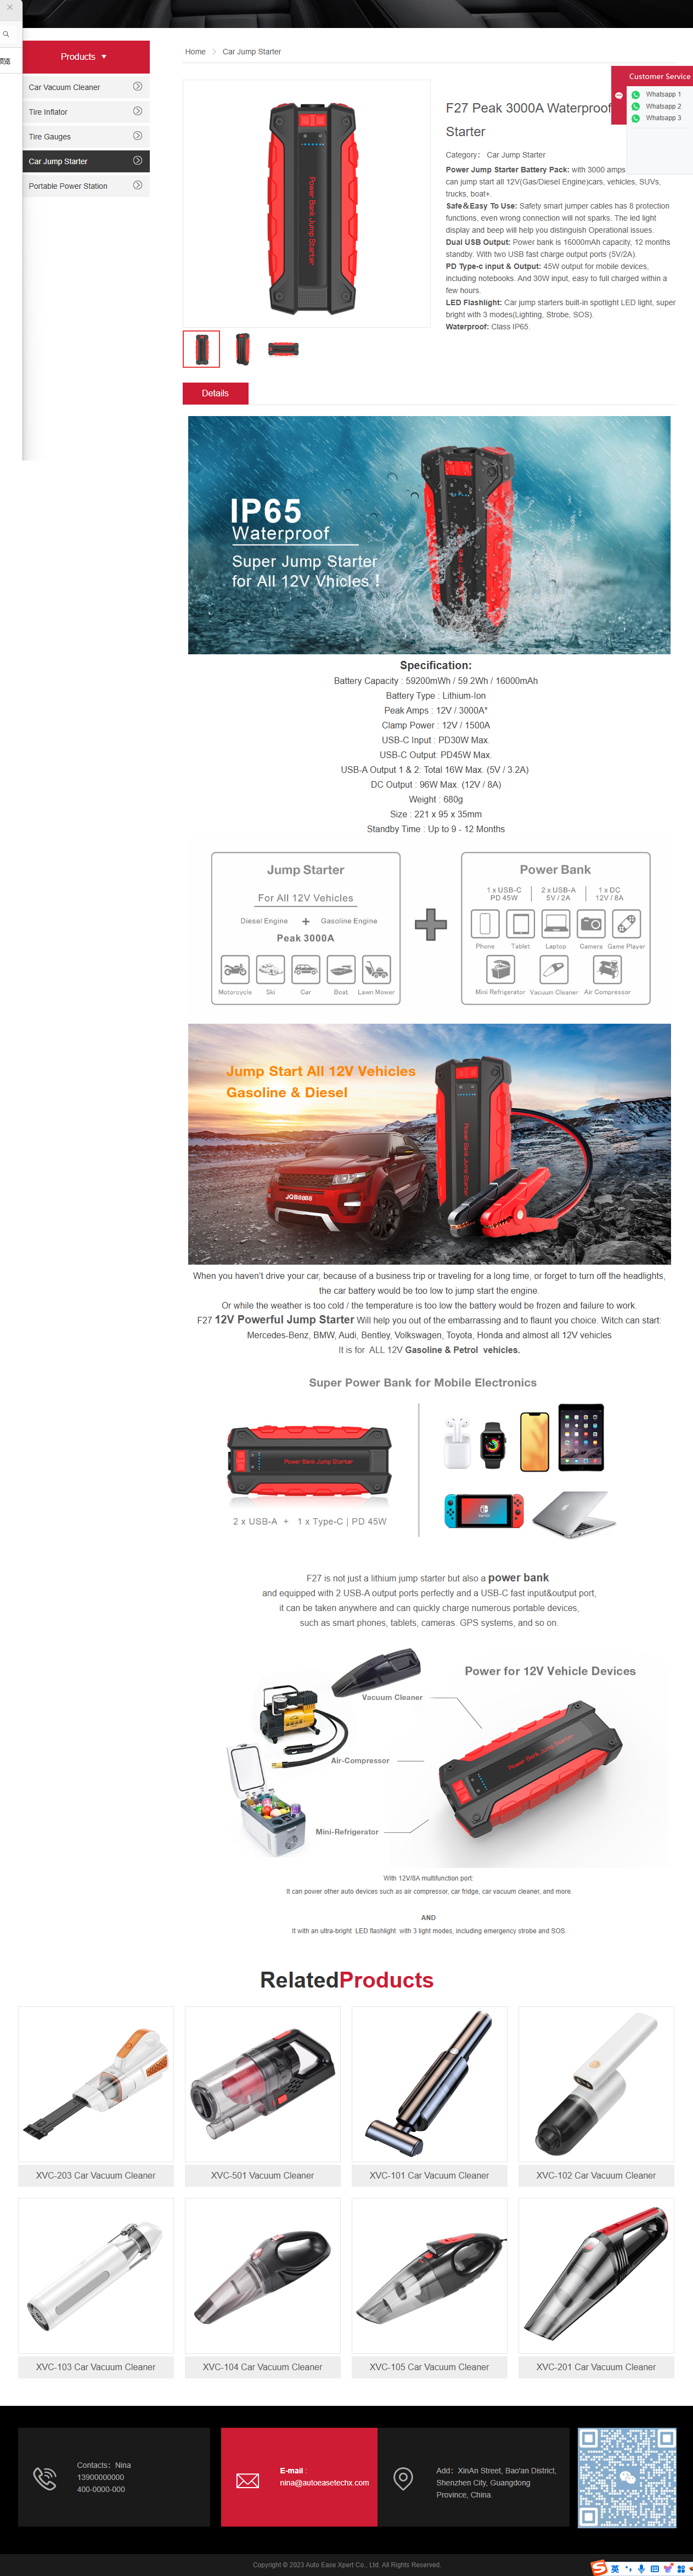 Products
Car Vacuum Cleaner
Tire Inflator
Tire Gauges
Car Jump Starter
Portable Power Station
Home > Car Jump Starter
Customer Service
Whatsapp 1
Whatsapp 2
Whatsapp 3
F27 Peak 3000A Waterproof
Starter
Category： Car Jump Starter
Power Jump Starter Battery Pack: with 3000 amps
can jump start all 12V(Gas/Diesel Engine)cars, vehicles, SUVs,
trucks, boat+.
Safe&Easy To Use: Safety smart jumper cables has 8 protection
functions, even wrong connection will not sparks. The led light
display and beep will help you distinguish Operational issues.
Dual USB Output: Power bank is 16000mAh capacity, 12 months
standby. With two USB fast charge output ports (5V/2A).
PD Type-c input & Output: 45W output for mobile devices,
including notebooks. And 30W input, easy to full charged within a
few hours.
LED Flashlight: Car jump starters built-in spotlight LED light, super
bright with 3 modes(Lighting, Strobe, SOS).
Waterproof: Class IP65.
Power Bank Jump Starter
Details
IP65
Waterproof
Super Jump Starter
for All 12V Vhicles !
Specification:
Battery Capacity : 59200mWh / 59.2Wh / 16000mAh
Battery Type : Lithium-Ion
Peak Amps : 12V / 3000A*
Clamp Power : 12V / 1500A
USB-C Input : PD30W Max.
USB-C Output: PD45W Max.
USB-A Output 1 & 2: Total 16W Max. (5V / 3.2A)
DC Output : 96W Max. (12V / 8A)
Weight : 680g
Size : 221 x 95 x 35mm
Standby Time : Up to 9 - 12 Months
Jump Starter
For All 12V Vehicles
Diesel Engine + Gasoline Engine
Peak 3000A
Motorcycle Ski Car Boat Lawn Mower
Power Bank
1 x USB-C 2 x USB-A 1 x DC
PD 45W 5V / 2A 12V / 8A
Phone Tablet Laptop Camera Game Player
Mini Refrigerator Vacuum Cleaner Air Compressor
Jump Start All 12V Vehicles
Gasoline & Diesel
Power Bank Jump Starter
JQB8888
When you haven't drive your car, because of a business trip or traveling for a long time, or forget to turn off the headlights,
the car battery would be too low to jump start the engine.
Or while the weather is too cold / the temperature is too low the battery would be frozen and failure to work.
F27 12V Powerful Jump Starter Will help you out of the embarrassing and to flaunt you choice. Witch can start:
Mercedes-Benz, BMW, Audi, Bentley, Volkswagen, Toyota, Honda and almost all 12V vehicles
It is for ALL 12V Gasoline & Petrol vehicles.
Super Power Bank for Mobile Electronics
Power Bank Jump Starter
2 x USB-A + 1 x Type-C | PD 45W
F27 is not just a lithium jump starter but also a power bank
and equipped with 2 USB-A output ports perfectly and a USB-C fast input&output port,
it can be taken anywhere and can quickly charge numerous portable devices,
such as smart phones, tablets, cameras. GPS systems, and so on.
Power for 12V Vehicle Devices
Vacuum Cleaner
Air-Compressor
Mini-Refrigerator
Power Bank Jump Starter
With 12V/8A multifunction port:
It can power other auto devices such as air compressor, car fridge, car vacuum cleaner, and more.
AND
It with an ultra-bright LED flashlight with 3 light modes, including emergency strobe and SOS.
RelatedProducts
XVC-203 Car Vacuum Cleaner
XVC-501 Vacuum Cleaner
XVC-101 Car Vacuum Cleaner
XVC-102 Car Vacuum Cleaner
XVC-103 Car Vacuum Cleaner
XVC-104 Car Vacuum Cleaner
XVC-105 Car Vacuum Cleaner
XVC-201 Car Vacuum Cleaner
Contacts：Nina
13900000000
400-0000-000
E-mail :
nina@autoeasetechx.com
Add：XinAn Street, Bao'an District,
Shenzhen City, Guangdong
Province, China.
Copyright © 2023 Auto Ease Xpert Co., Ltd. All Rights Reserved.
英